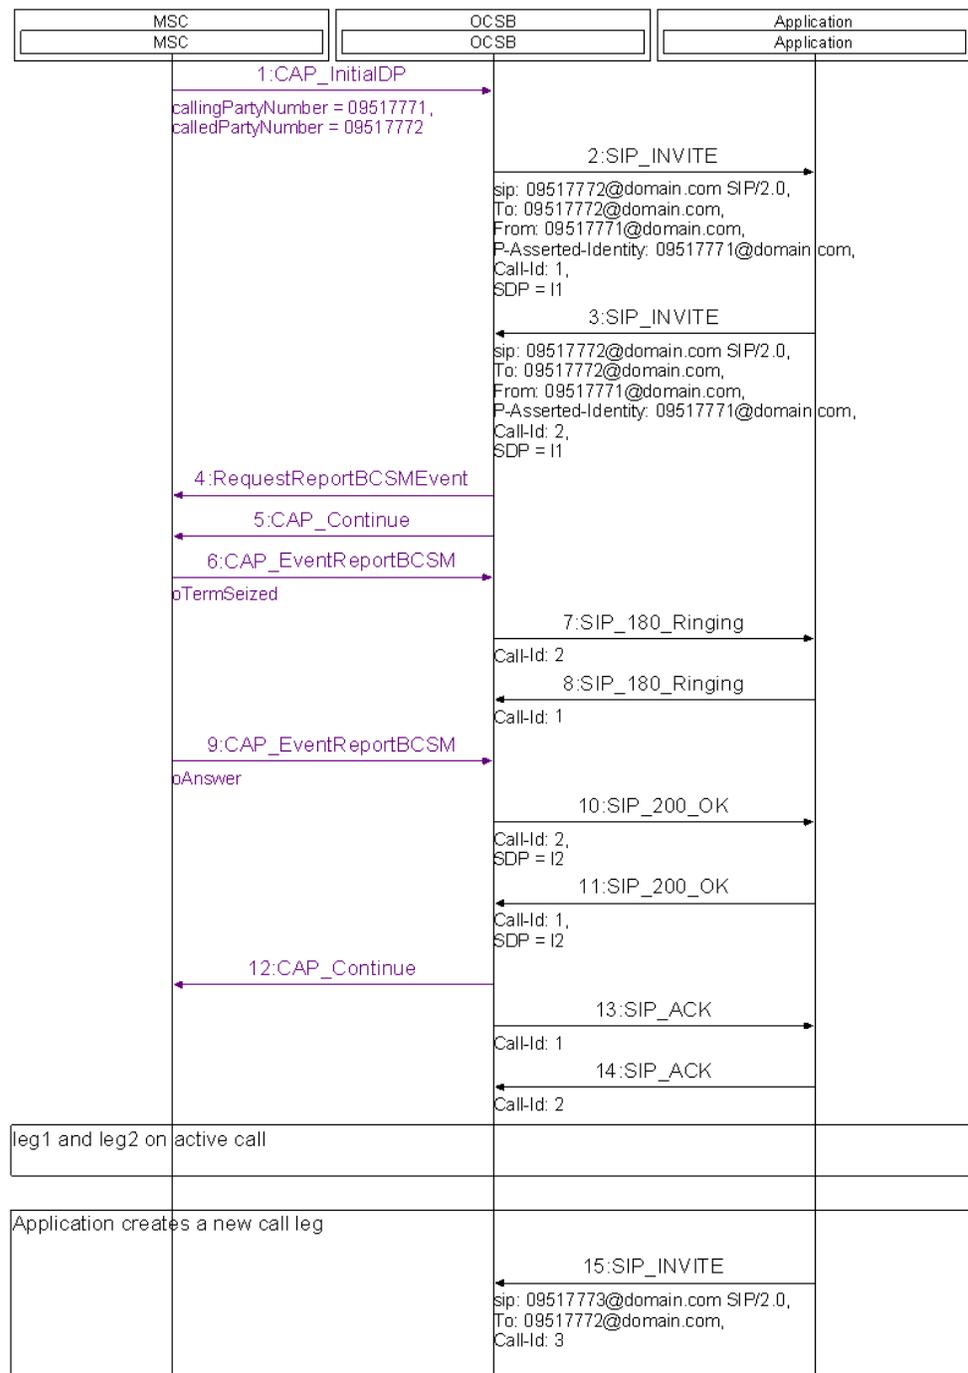 MSC OCSB Application
MSC OCSB Application
1:CAP_InitialDP
callingPartyNumber = 09517771,
calledPartyNumber = 09517772
2:SIP_INVITE
sip: 09517772@domain.com SIP/2.0,
To: 09517772@domain.com,
From: 09517771@domain.com,
P-Asserted-Identity: 09517771@domain.com,
Call-Id: 1,
SDP = I1
3:SIP_INVITE
sip: 09517772@domain.com SIP/2.0,
To: 09517772@domain.com,
From: 09517771@domain.com,
P-Asserted-Identity: 09517771@domain.com,
Call-Id: 2,
SDP = I1
4:RequestReportBCSMEvent
5:CAP_Continue
6:CAP_EventReportBCSM
oTermSeized
7:SIP_180_Ringing
Call-Id: 2
8:SIP_180_Ringing
Call-Id: 1
9:CAP_EventReportBCSM
oAnswer
10:SIP_200_OK
Call-Id: 2,
SDP = I2
11:SIP_200_OK
Call-Id: 1,
SDP = I2
12:CAP_Continue
13:SIP_ACK
Call-Id: 1
14:SIP_ACK
Call-Id: 2
leg1 and leg2 on active call
Application creates a new call leg
15:SIP_INVITE
sip: 09517773@domain.com SIP/2.0,
To: 09517772@domain.com,
Call-Id: 3